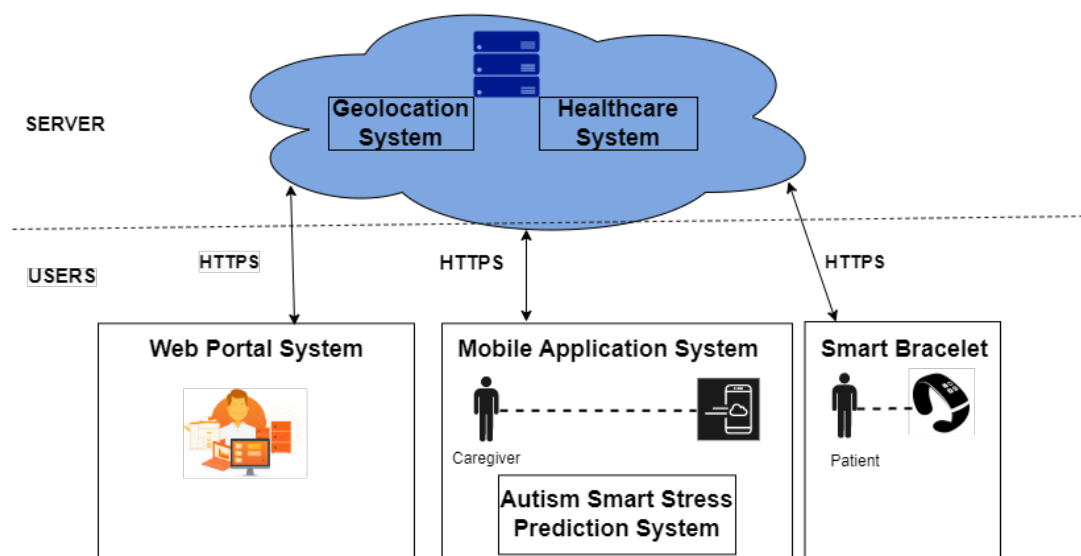 Geolocation
System
Healthcare
System
SERVER
HTTPS
HTTPS
HTTPS
USERS
Web Portal System
Mobile Application System
Smart Bracelet
Caregiver
Patient
Autism Smart Stress
Prediction System